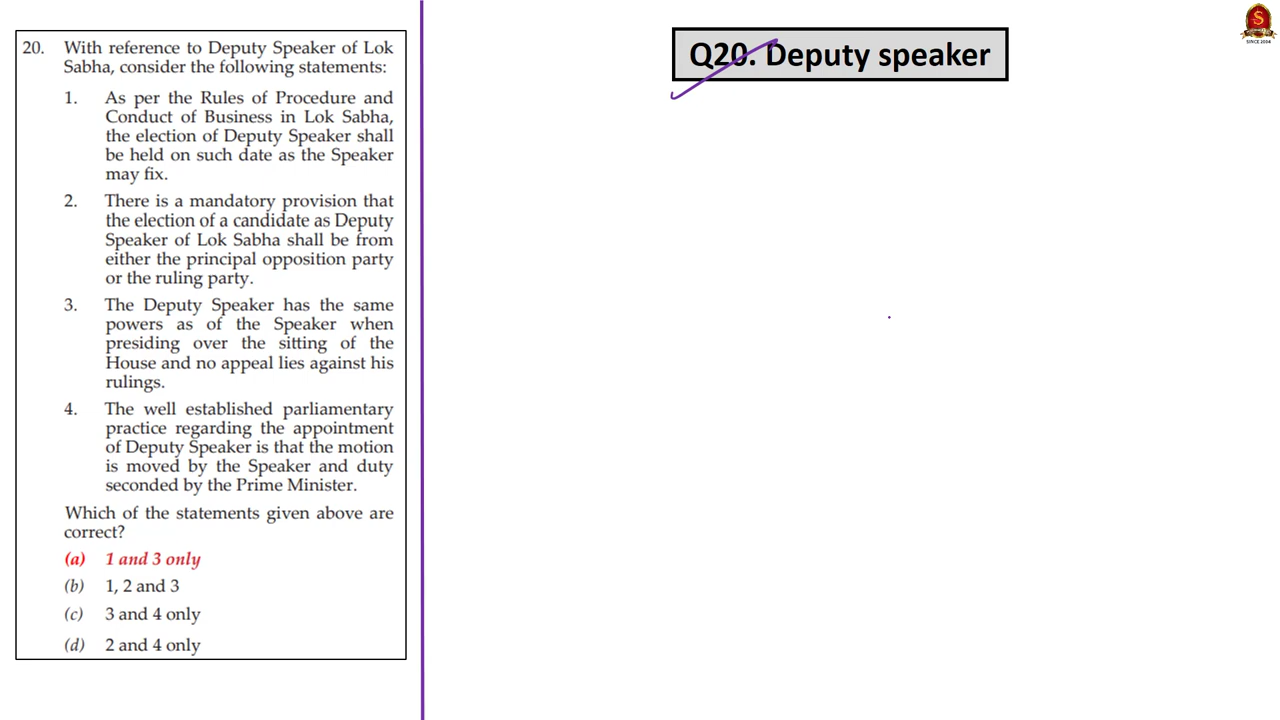 20. With reference to Deputy Speaker of Lok
Sabha, consider the following statements:
1. As per the Rules of Procedure and
Conduct of Business in Lok Sabha,
the election of Deputy Speaker shall
be held on such date as the Speaker
may fix.
2. There is a mandatory provision that
the election of a candidate as Deputy
Speaker of Lok Sabha shall be from
either the principal opposition party
or the ruling party.
3. The Deputy Speaker has the same
powers as of the Speaker when
presiding over the sitting of the
House and no appeal lies against his
rulings.
4. The well established parliamentary
practice regarding the appointment
of Deputy Speaker is that the motion
is moved by the Speaker and duty
seconded by the Prime Minister.
Which of the statements given above are
correct?
(a) 1 and 3 only
(b) 1, 2 and 3
(c) 3 and 4 only
(d) 2 and 4 only
Q20. Deputy speaker
S
SINCE 2004